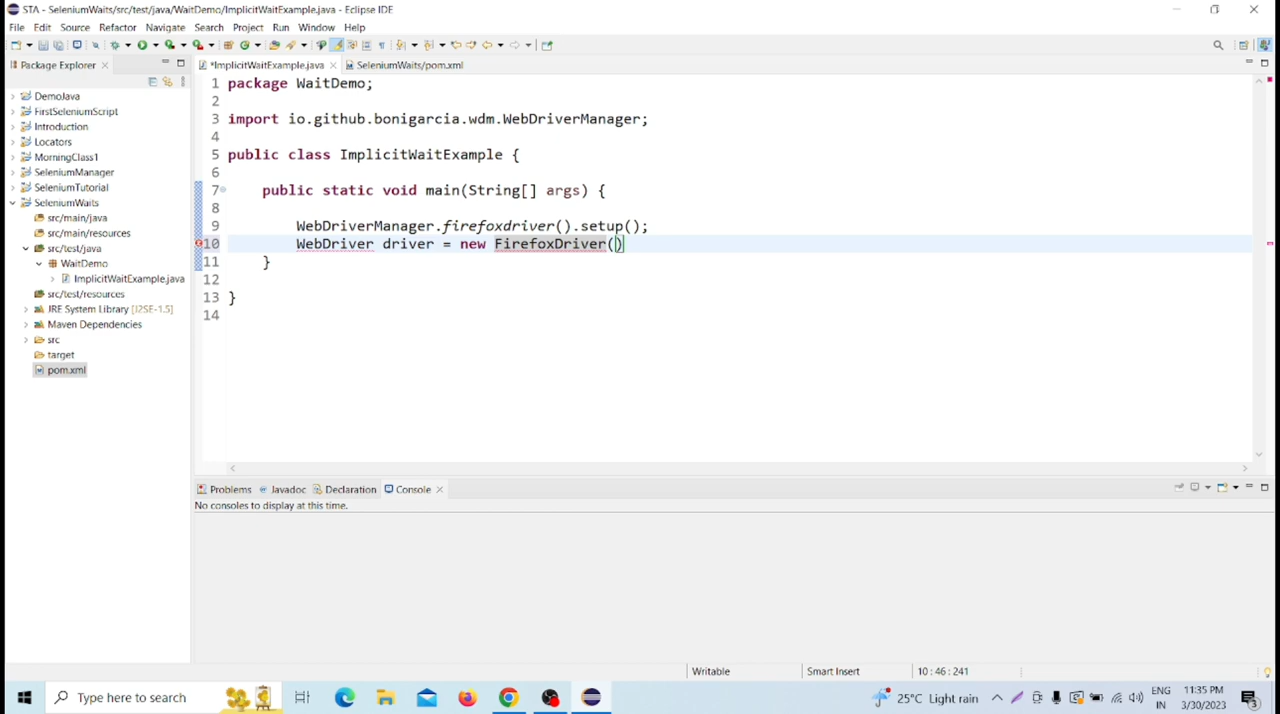 STA - SeleniumWaits/src/test/java/WaitDemo/ImplicitWaitExample.java - Eclipse IDE
File Edit Source Refactor Navigate Search Project Run Window Help
Package Explorer
*ImplicitWaitExample.java
SeleniumWaits/pom.xml
DemoJava
FirstSeleniumScript
Introduction
Locators
MorningClass1
SeleniumManager
SeleniumTutorial
SeleniumWaits
src/main/java
src/main/resources
src/test/java
WaitDemo
ImplicitWaitExample.java
src/test/resources
JRE System Library [J2SE-1.5]
Maven Dependencies
src
target
pom.xml
1 package WaitDemo;
2
3 import io.github.bonigarcia.wdm.WebDriverManager;
4
5 public class ImplicitWaitExample {
6
7 public static void main(String[] args) {
8
9 WebDriverManager.firefoxdriver().setup();
10 WebDriver driver = new FirefoxDriver()
11 }
12
13 }
14
Problems Javadoc Declaration Console
No consoles to display at this time.
Writable Smart Insert 10 : 46 : 241
Type here to search
25°C Light rain
ENG
IN
11:35 PM
3/30/2023
3